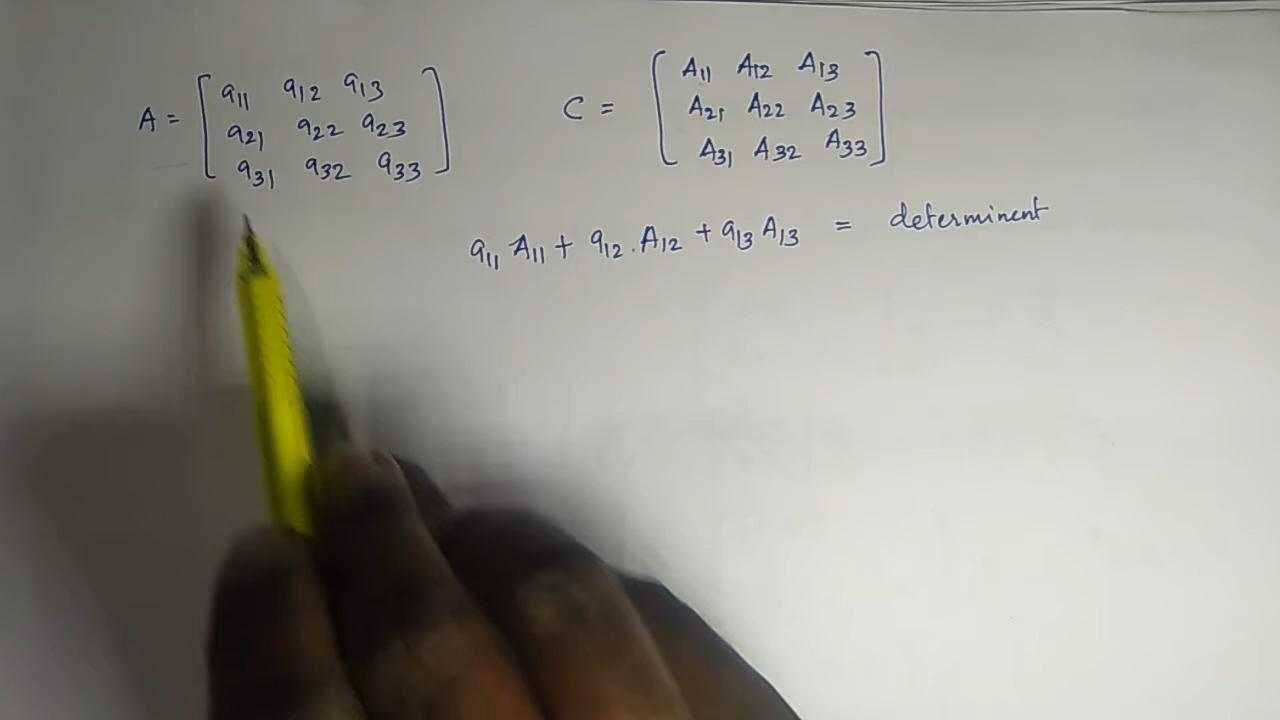 A = [ a11 a12 a13
a21 a22 a23
a31 a32 a33 ]
C = [ A11 A12 A13
A21 A22 A23
A31 A32 A33 ]
a11 A11 + a12 . A12 + a13 A13 = determinent